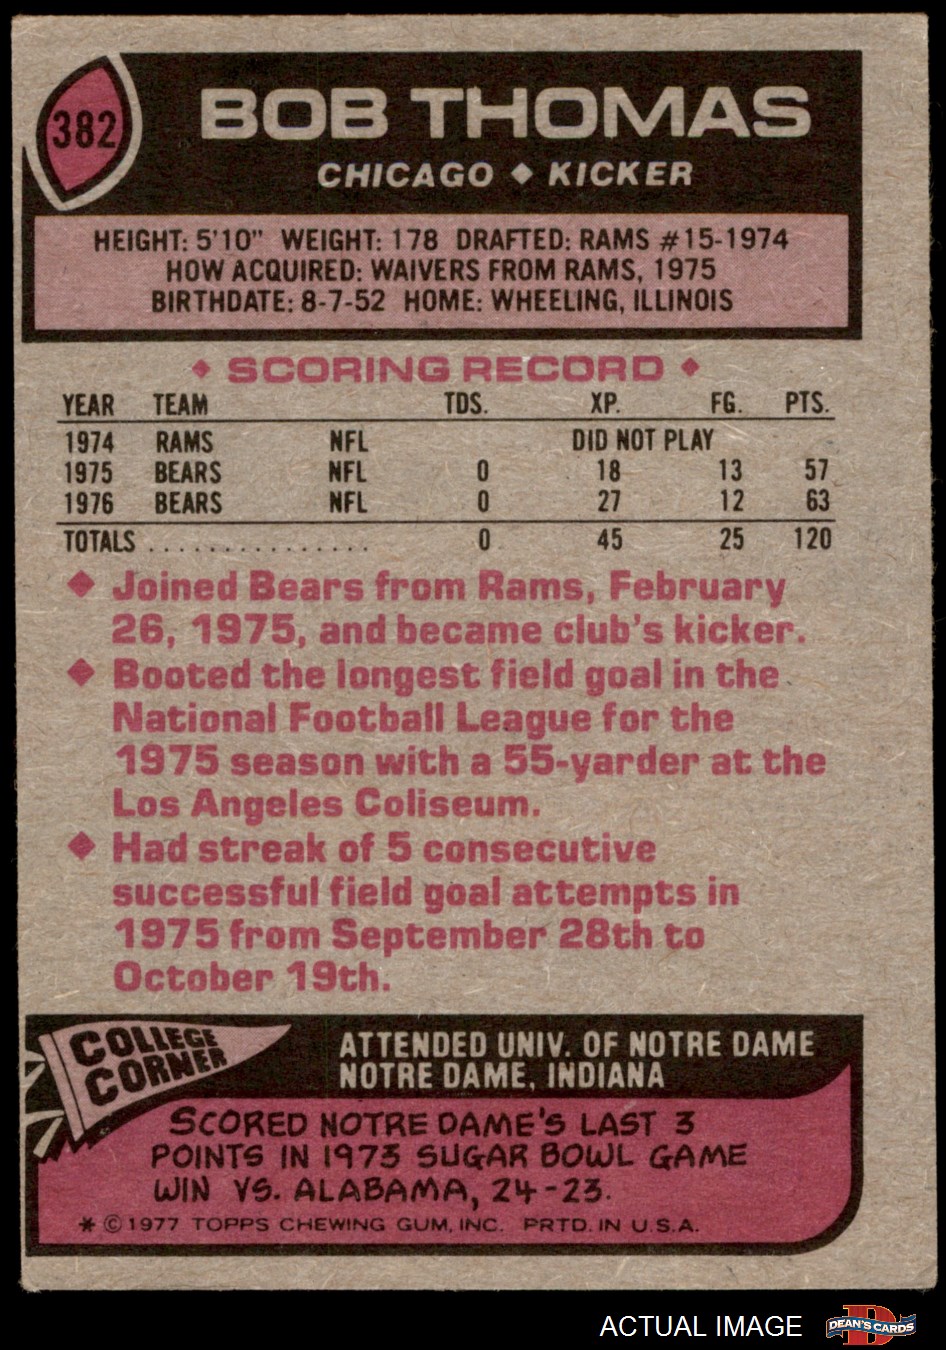 382
BOB THOMAS
CHICAGO ♦ KICKER
HEIGHT: 5'10" WEIGHT: 178 DRAFTED: RAMS #15-1974
HOW ACQUIRED: WAIVERS FROM RAMS, 1975
BIRTHDATE: 8-7-52 HOME: WHEELING, ILLINOIS
♦ SCORING RECORD ♦
YEAR TEAM TDS. XP. FG. PTS.
1974 RAMS NFL DID NOT PLAY
1975 BEARS NFL 0 18 13 57
1976 BEARS NFL 0 27 12 63
TOTALS . . . . . . . . . . . . . . . . 0 45 25 120
♦ Joined Bears from Rams, February
26, 1975, and became club's kicker.
♦ Booted the longest field goal in the
National Football League for the
1975 season with a 55-yarder at the
Los Angeles Coliseum.
♦ Had streak of 5 consecutive
successful field goal attempts in
1975 from September 28th to
October 19th.
COLLEGE
CORNER
ATTENDED UNIV. OF NOTRE DAME
NOTRE DAME, INDIANA
SCORED NOTRE DAME'S LAST 3
POINTS IN 1973 SUGAR BOWL GAME
WIN VS. ALABAMA, 24-23.
* © 1977 TOPPS CHEWING GUM, INC. PRTD. IN U.S.A.
ACTUAL IMAGE
D
DEAN'S CARDS